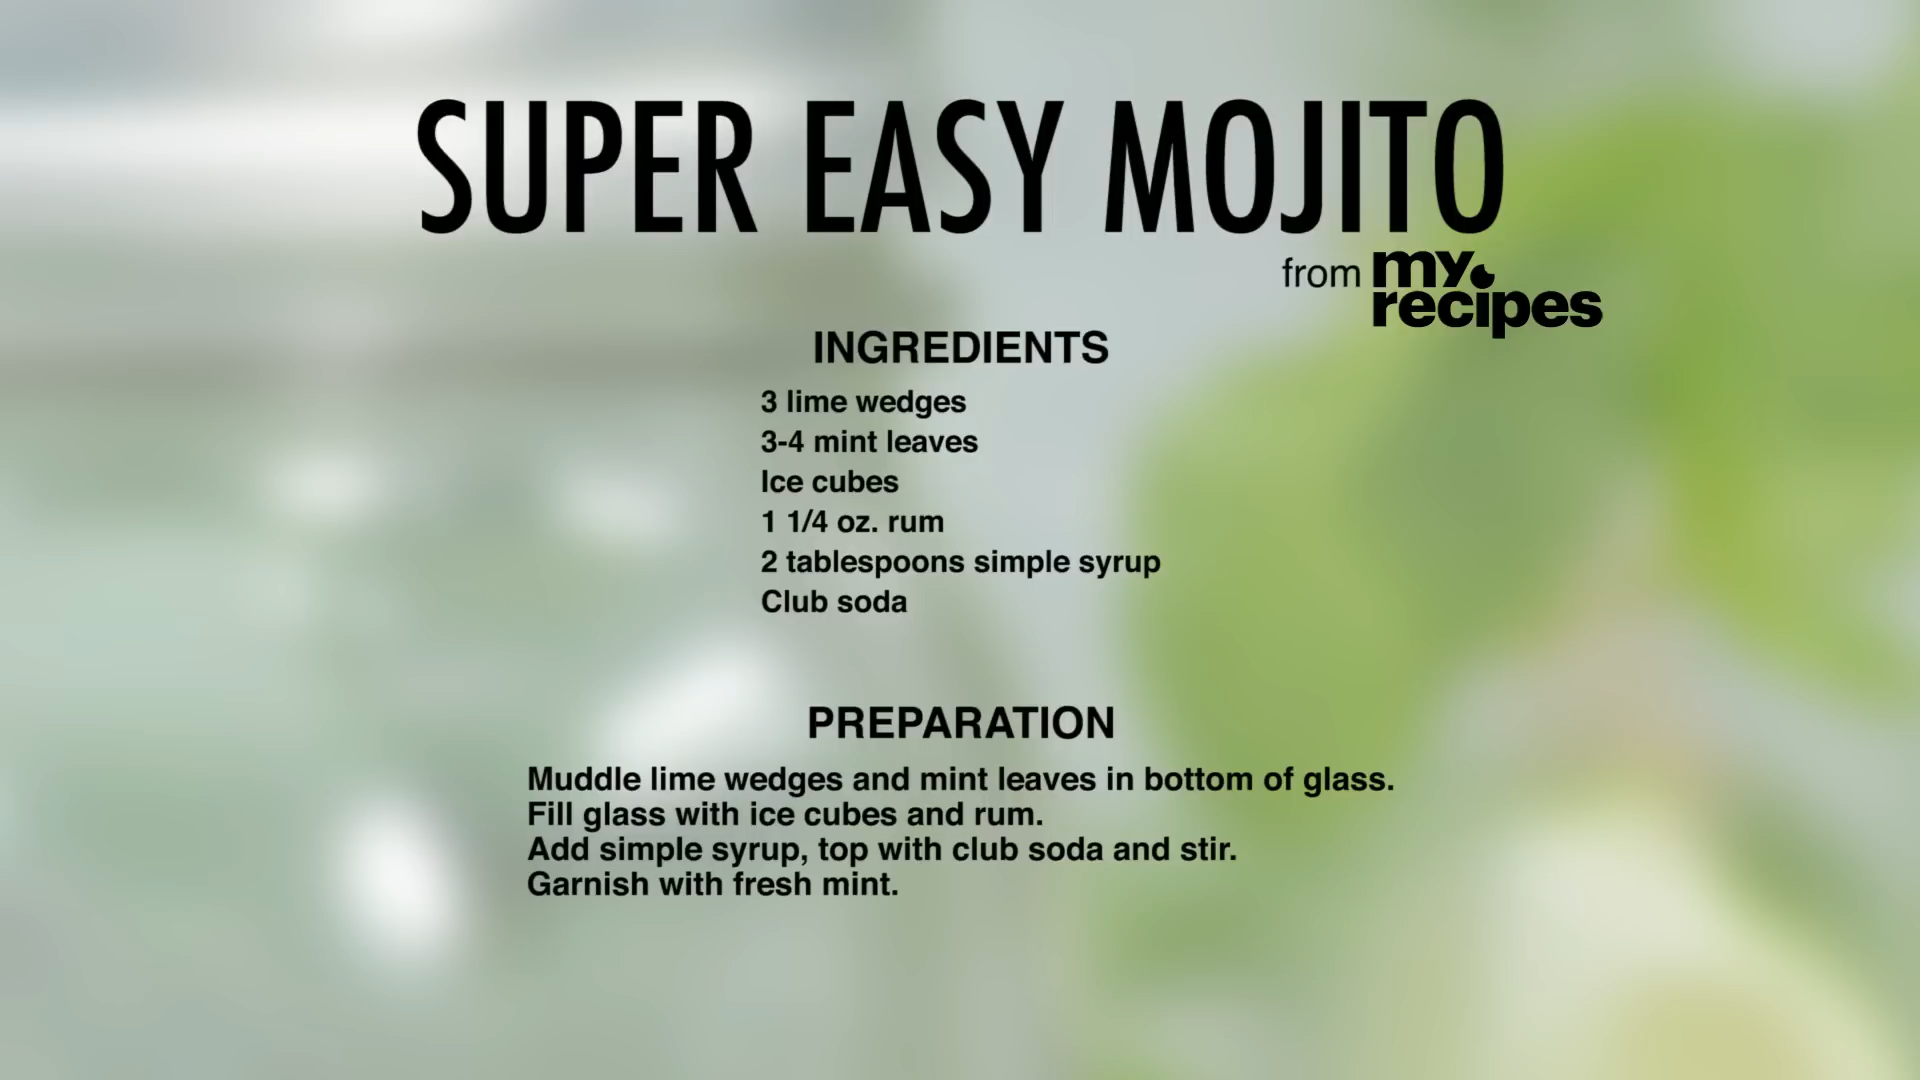 SUPER EASY MOJITO
from my.
recipes
INGREDIENTS
3 lime wedges
3-4 mint leaves
Ice cubes
1 1/4 oz. rum
2 tablespoons simple syrup
Club soda
PREPARATION
Muddle lime wedges and mint leaves in bottom of glass.
Fill glass with ice cubes and rum.
Add simple syrup, top with club soda and stir.
Garnish with fresh mint.